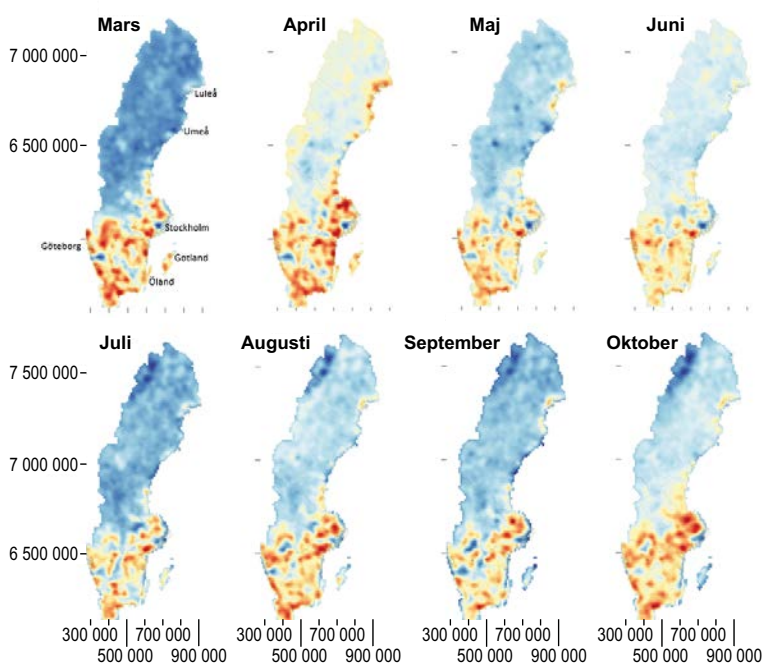 Mars April Maj Juni
7 000 000
Luleå
Umeå
6 500 000
Stockholm
Göteborg
Gotland
Öland
Juli Augusti September Oktober
7 500 000
7 000 000
6 500 000
300 000 700 000 300 000 700 000 300 000 700 000 300 000 700 000
500 000 900 000 500 000 900 000 500 000 900 000 500 000 900 000